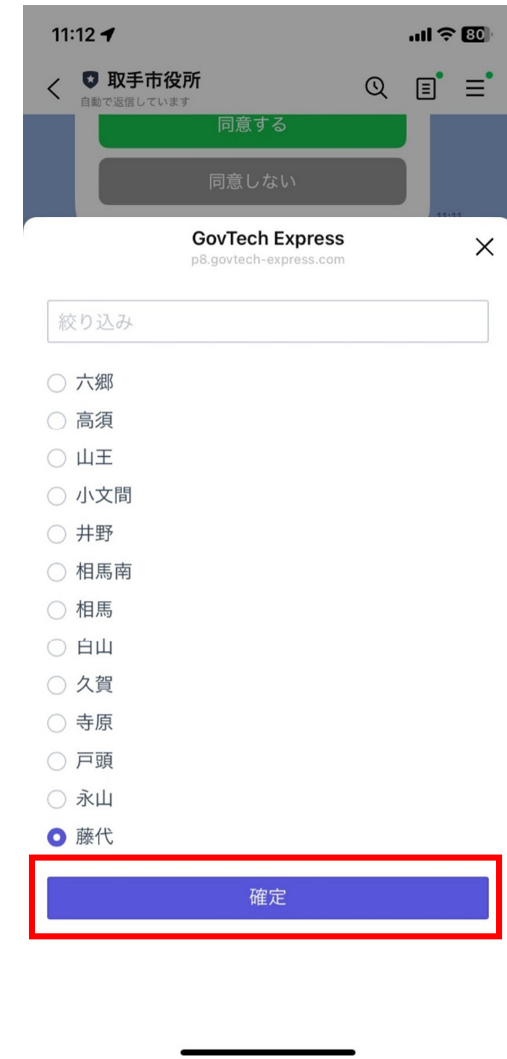 11:12
80
取手市役所
自動で返信しています
同意する
同意しない
11:11
GovTech Express
p8.govtech-express.com
絞り込み
六郷
高須
山王
小文間
井野
相馬南
相馬
白山
久賀
寺原
戸頭
永山
藤代
確定